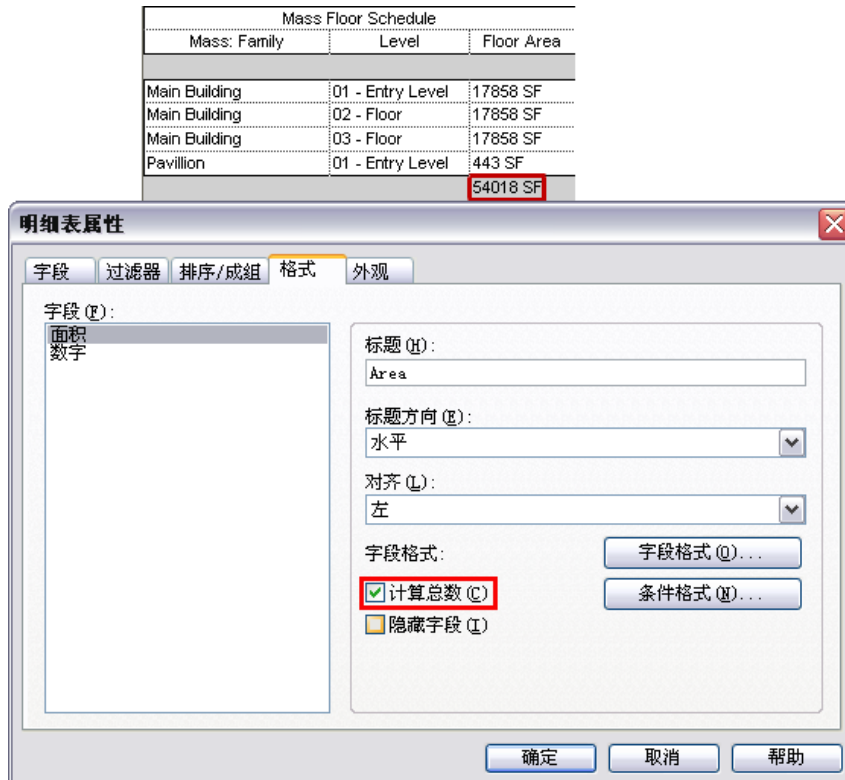 Mass Floor Schedule
Mass: Family Level Floor Area
Main Building 01 - Entry Level 17858 SF
Main Building 02 - Floor 17858 SF
Main Building 03 - Floor 17858 SF
Pavillion 01 - Entry Level 443 SF
54018 SF
明细表属性
字段 过滤器 排序/成组 格式 外观
字段(F):
面积
数字
标题(H):
Area
标题方向(E):
水平
对齐(L):
左
字段格式: 字段格式(O)...
计算总数(C) 条件格式(N)...
隐藏字段(I)
确定 取消 帮助